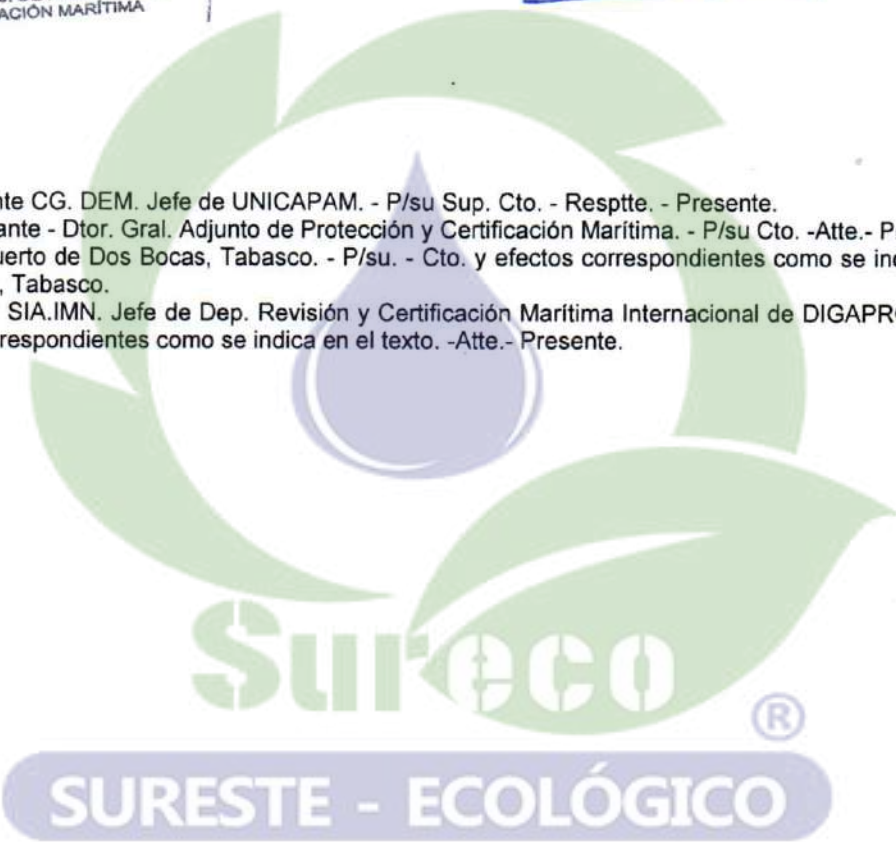 ACIÓN MARÍTIMA
nte CG. DEM. Jefe de UNICAPAM. - P/su Sup. Cto. - Resptte. - Presente.
ante - Dtor. Gral. Adjunto de Protección y Certificación Marítima. - P/su Cto. -Atte.- P
uerto de Dos Bocas, Tabasco. - P/su. - Cto. y efectos correspondientes como se in
, Tabasco.
SIA.IMN. Jefe de Dep. Revisión y Certificación Marítima Internacional de DIGAPR
respondientes como se indica en el texto. -Atte.- Presente.
Sureco
®
SURESTE - ECOLÓGICO